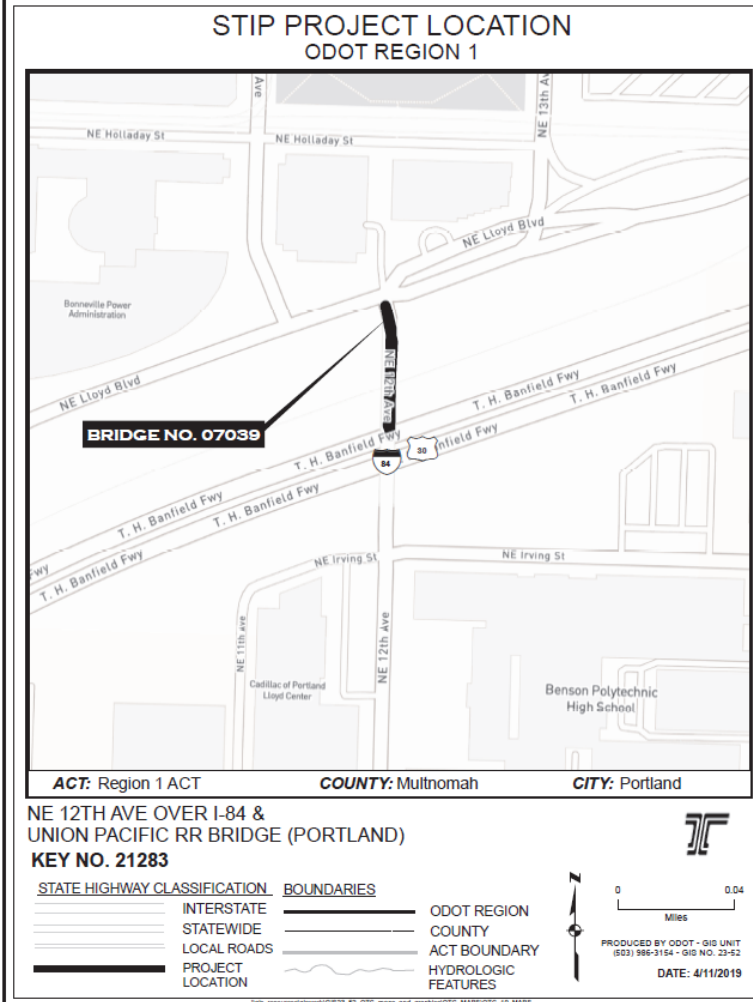 STIP PROJECT LOCATION
ODOT REGION 1
Ave
NE 13th Av
NE Holladay St
NE Holladay St
NE Lloyd Blvd
Bonneville Power
Administration
NE Lloyd Blvd
NE 12th Ave
T. H. Banfield Fwy
T. H. Banfield Fwy
BRIDGE NO. 07039
T. H. Banfield Fwy
nfield Fwy
84
30
T. H. Banfield Fwy
T. H. Banfield Fwy
Fwy
T. H. Banfield Fwy
NE Irving St
NE Irving St
NE 11th Ave
NE 12th Ave
Cadillac of Portland
Lloyd Center
Benson Polytechnic
High School
ACT: Region 1 ACT COUNTY: Multnomah CITY: Portland
NE 12TH AVE OVER I-84 &
UNION PACIFIC RR BRIDGE (PORTLAND)
KEY NO. 21283
STATE HIGHWAY CLASSIFICATION
INTERSTATE
STATEWIDE
LOCAL ROADS
PROJECT
LOCATION
BOUNDARIES
ODOT REGION
COUNTY
ACT BOUNDARY
HYDROLOGIC
FEATURES
N
0 0.04
Miles
PRODUCED BY ODOT - GIS UNIT
(503) 986-3154 - GIS NO. 23-52
DATE: 4/11/2019